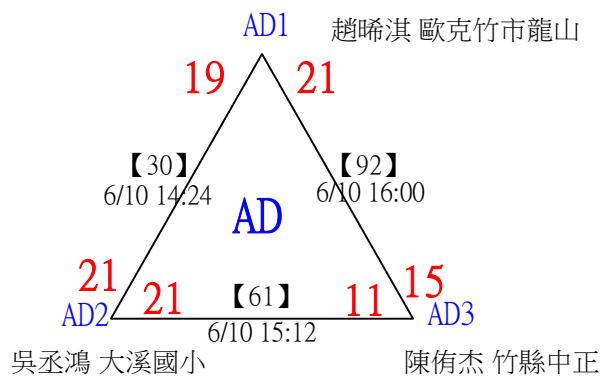 AD1 趙晞淇 歐克竹市龍山
19 21
【30】 【92】
6/10 14:24 6/10 16:00
AD
21 21 【61】 11 15
AD2 6/10 15:12 AD3
吳丞鴻 大溪國小 陳侑杰 竹縣中正